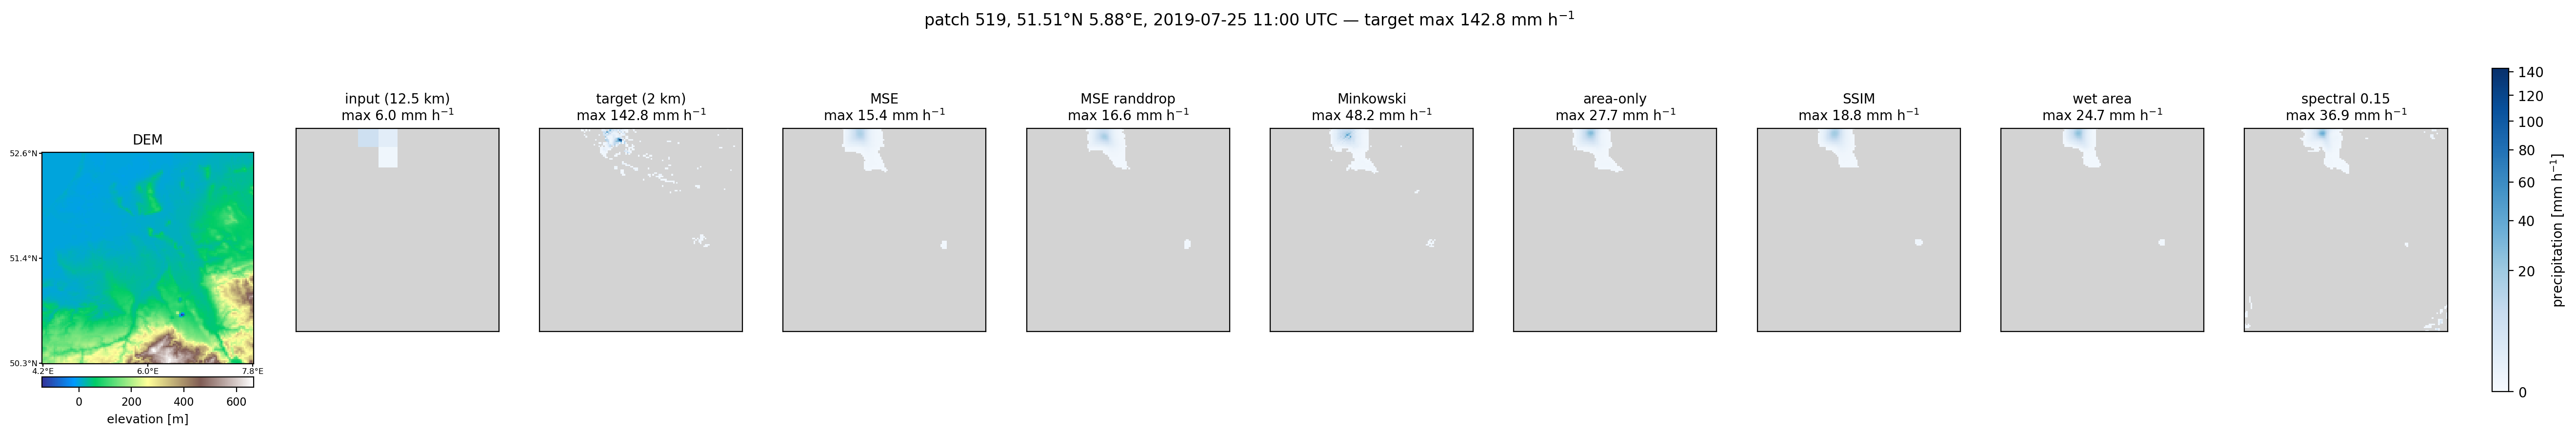 patch 519, 51.51°N 5.88°E, 2019-07-25 11:00 UTC — target max 142.8 mm h⁻¹
DEM
52.6°N
51.4°N
50.3°N
4.2°E 6.0°E 7.8°E
0 200 400 600
elevation [m]
input (12.5 km)
max 6.0 mm h⁻¹
target (2 km)
max 142.8 mm h⁻¹
MSE
max 15.4 mm h⁻¹
MSE randdrop
max 16.6 mm h⁻¹
Minkowski
max 48.2 mm h⁻¹
area-only
max 27.7 mm h⁻¹
SSIM
max 18.8 mm h⁻¹
wet area
max 24.7 mm h⁻¹
spectral 0.15
max 36.9 mm h⁻¹
140
120
100
80
60
40
20
0
precipitation [mm h⁻¹]